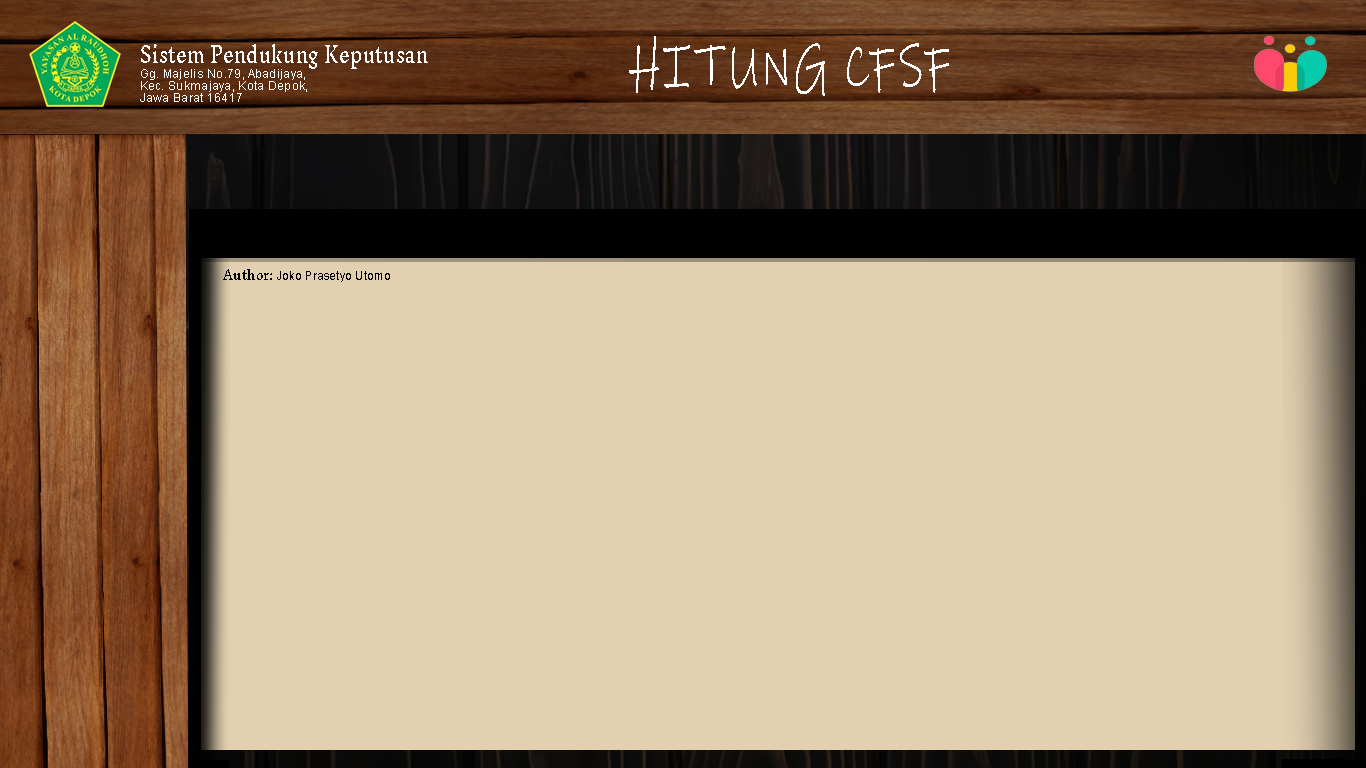 YAYASAN AL RAUDHOH
KOTA DEPOK
Sistem Pendukung Keputusan
Gg. Majelis No.79, Abadijaya,
Kec. Sukmajaya, Kota Depok,
Jawa Barat 16417
HITUNG CFSF
Author: Joko Prasetyo Utomo